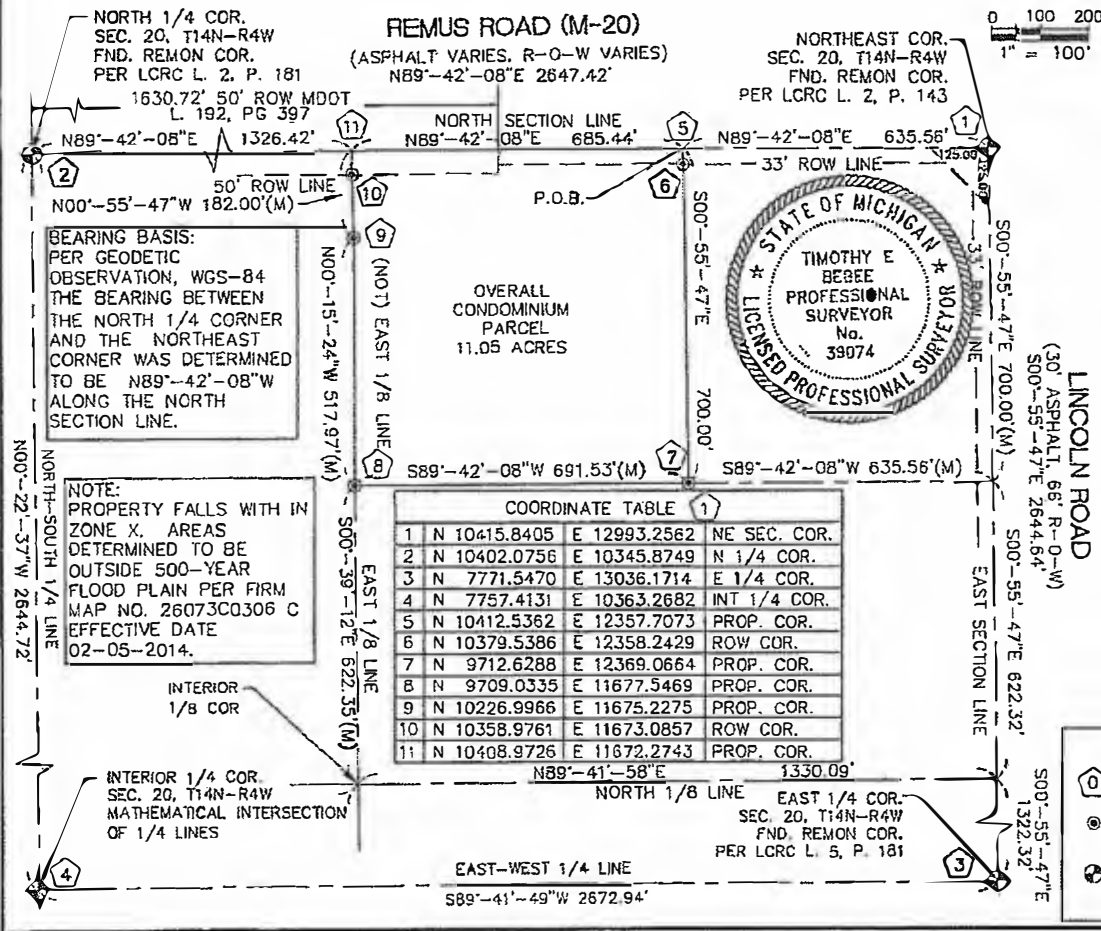 NORTH 1/4 COR.
SEC. 20, T14N-R4W
FND. REMON COR.
PER LCRC L. 2, P. 181
REMUS ROAD (M-20)
(ASPHALT VARIES, R-O-W VARIES)
N89°-42'-08"E 2647.42'
NORTHEAST COR.
SEC. 20, T14N-R4W
FND. REMON COR.
PER LCRC L. 2, P. 143
0 100 200
1" = 100'
1630.72' 50' ROW MDOT
L. 192, PG 397
NORTH SECTION LINE
N89°-42'-08"E 1326.42'
11
N89°-42'-08"E 685.44'
5
N89°-42'-08"E 635.56'
1
2
50' ROW LINE
10
P.O.B.
6
33' ROW LINE
125.00
125.00
N00°-55'-47"W 182.00'(M)
9
BEARING BASIS:
PER GEODETIC
OBSERVATION, WGS-84
THE BEARING BETWEEN
THE NORTH 1/4 CORNER
AND THE NORTHEAST
CORNER WAS DETERMINED
TO BE N89°-42'-08"W
ALONG THE NORTH
SECTION LINE.
N00°-15'-24"W 517.97'(M)
(NOT) EAST 1/8 LINE
OVERALL
CONDOMINIUM
PARCEL
11.05 ACRES
S00°-55'-47"E
700.00'
STATE OF MICHIGAN
TIMOTHY E
BEBEE
PROFESSIONAL
SURVEYOR
No.
39074
LICENSED PROFESSIONAL SURVEYOR
33' ROW LINE
S00°-55'-47"E 700.00'(M)
LINCOLN ROAD
(30' ASPHALT, 66' R-O-W)
S00°-55'-47"E 2644.64'
8
S89°-42'-08"W 691.53'(M)
7
S89°-42'-08"W 635.56'(M)
NORTH-SOUTH 1/4 LINE
N00°-22'-37"W 2644.72'
NOTE:
PROPERTY FALLS WITH IN
ZONE X. AREAS
DETERMINED TO BE
OUTSIDE 500-YEAR
FLOOD PLAIN PER FIRM
MAP NO. 26073C0306 C
EFFECTIVE DATE
02-05-2014.
S00°-39'-12"E 622.35'(M)
EAST 1/8 LINE
COORDINATE TABLE 1
1 N 10415.8405 E 12993.2562 NE SEC. COR.
2 N 10402.0756 E 10345.8749 N 1/4 COR.
3 N 7771.5470 E 13036.1714 E 1/4 COR.
4 N 7757.4131 E 10363.2682 INT 1/4 COR.
5 N 10412.5362 E 12357.7073 PROP. COR.
6 N 10379.5386 E 12358.2429 ROW COR.
7 N 9712.6288 E 12369.0664 PROP. COR.
8 N 9709.0335 E 11677.5469 PROP. COR.
9 N 10226.9966 E 11675.2275 PROP. COR.
10 N 10358.9761 E 11673.0857 ROW COR.
11 N 10408.9726 E 11672.2743 PROP. COR.
EAST SECTION LINE
S00°-55'-47"E 622.32'
INTERIOR
1/8 COR
N89°-41'-58"E 1330.09'
NORTH 1/8 LINE
INTERIOR 1/4 COR.
SEC. 20, T14N-R4W
MATHEMATICAL INTERSECTION
OF 1/4 LINES
EAST 1/4 COR.
SEC. 20, T14N-R4W
FND. REMON COR.
PER LCRC L. 5, P. 181
S00°-55'-47"E
1322.32'
0
4
EAST-WEST 1/4 LINE
3
S89°-41'-49"W 2672.94'